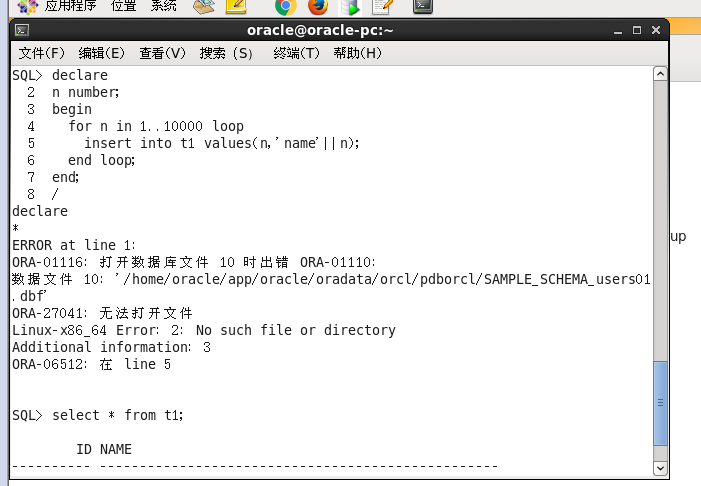 应用程序 位置 系统
oracle@oracle-pc:~
文件(F) 编辑(E) 查看(V) 搜索 (S) 终端(T) 帮助(H)
SQL> declare
  2  n number;
  3  begin
  4    for n in 1..10000 loop
  5      insert into t1 values(n,'name'||n);
  6    end loop;
  7  end;
  8  /
declare
*
ERROR at line 1:
ORA-01116: 打开数据库文件 10 时出错 ORA-01110:
数据文件 10: '/home/oracle/app/oracle/oradata/orcl/pdborcl/SAMPLE_SCHEMA_users01
.dbf'
ORA-27041: 无法打开文件
Linux-x86_64 Error: 2: No such file or directory
Additional information: 3
ORA-06512: 在 line 5
SQL> select * from t1;
        ID NAME
---------- --------------------------------------------------
up